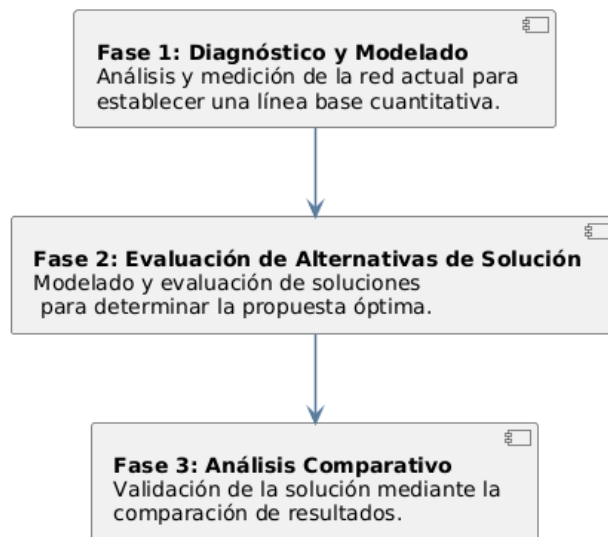 Fase 1: Diagnóstico y Modelado
Análisis y medición de la red actual para
establecer una línea base cuantitativa.
Fase 2: Evaluación de Alternativas de Solución
Modelado y evaluación de soluciones
para determinar la propuesta óptima.
Fase 3: Análisis Comparativo
Validación de la solución mediante la
comparación de resultados.